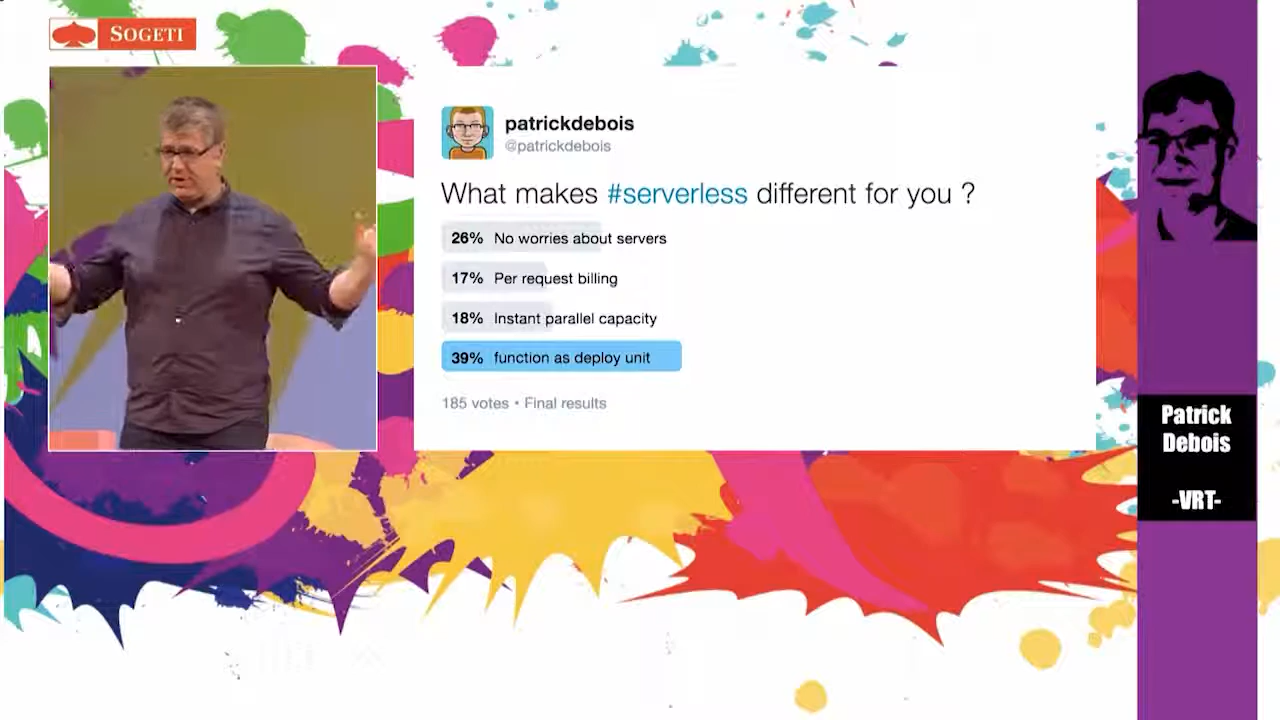 SOGETI
patrickdebois
@patrickdebois
What makes #serverless different for you ?
26% No worries about servers
17% Per request billing
18% Instant parallel capacity
39% function as deploy unit
185 votes • Final results
Patrick
Debois
-VRT-